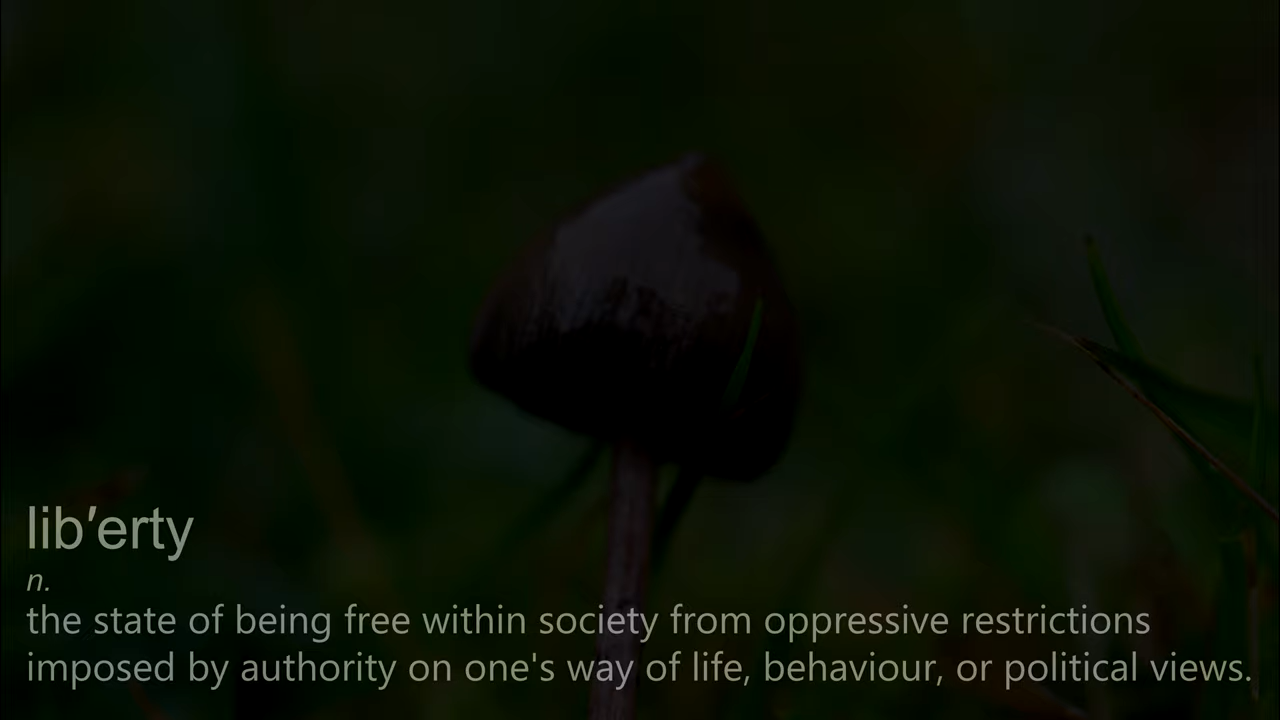 lib′erty
n.
the state of being free within society from oppressive restrictions
imposed by authority on one's way of life, behaviour, or political views.